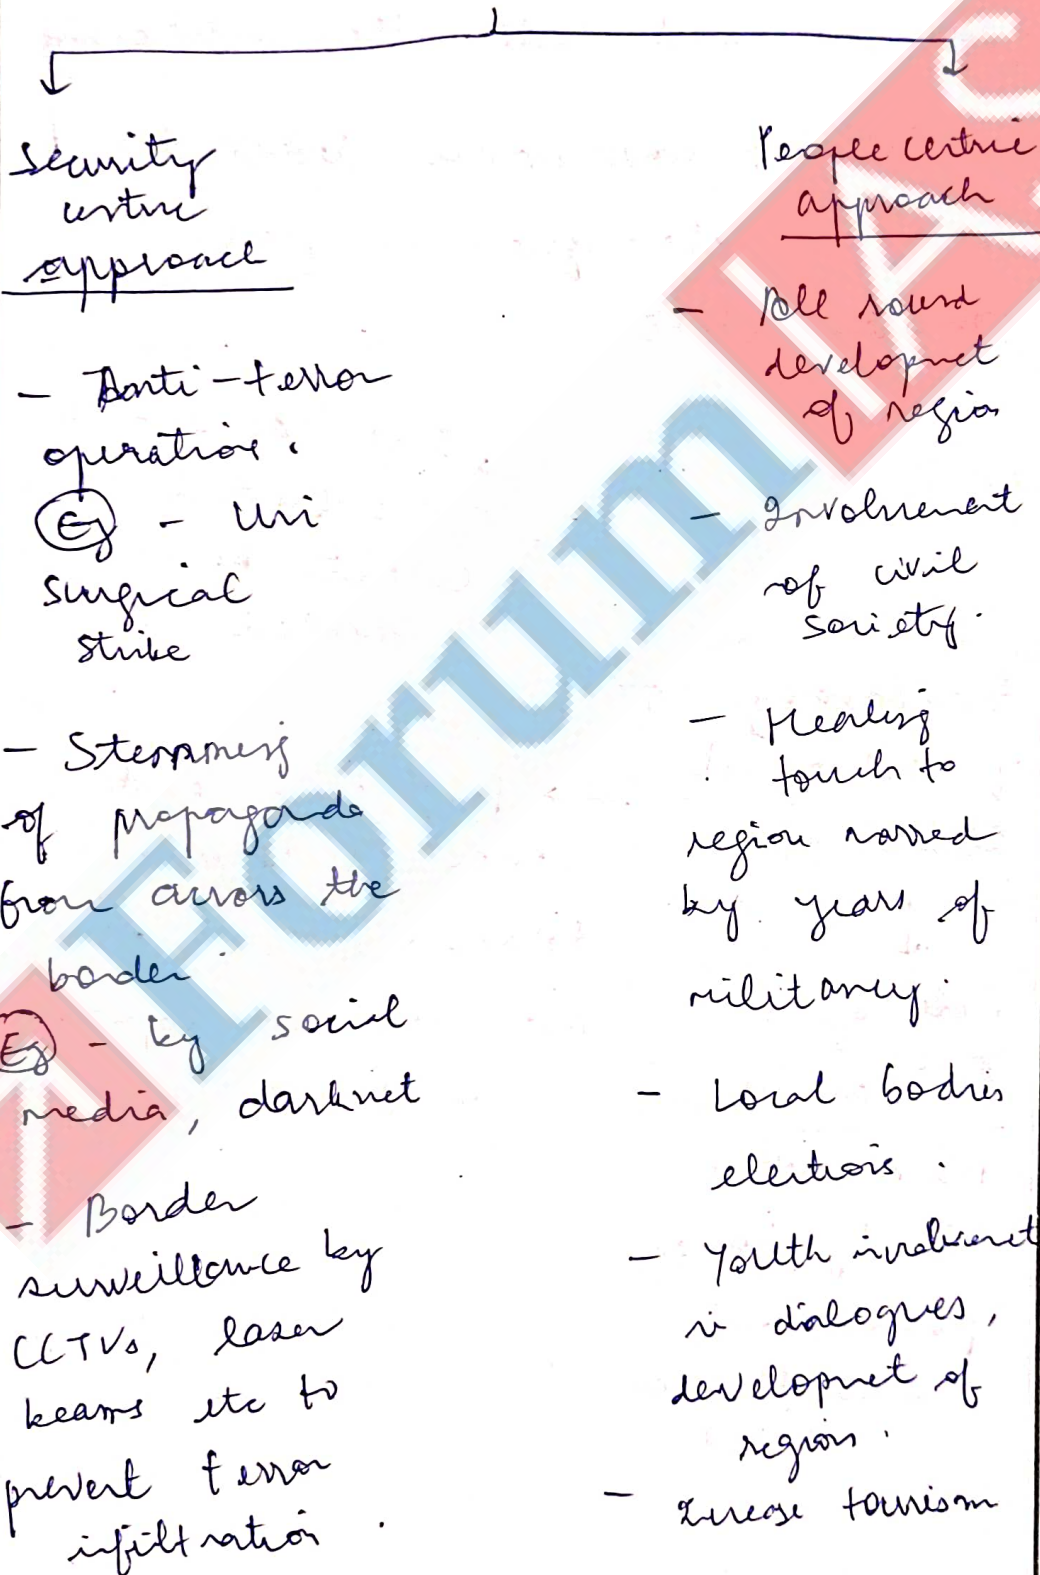 Security
centric
approach
- Anti-terror
operations.
Eg - Uri
surgical
strike
- Stemming
of propaganda
from across the
border.
Eg - by social
media, darknet
- Border
surveillance by
CCTVs, laser
beams etc to
prevent terror
infiltration.
People centric
approach
- All round
development
of region
- Involvement
of civil
society.
- Healing
touch to
region marred
by years of
militancy.
- Local bodies
elections.
- Youth involvement
in dialogues,
development of
region.
- Increase tourism
Forum IAS